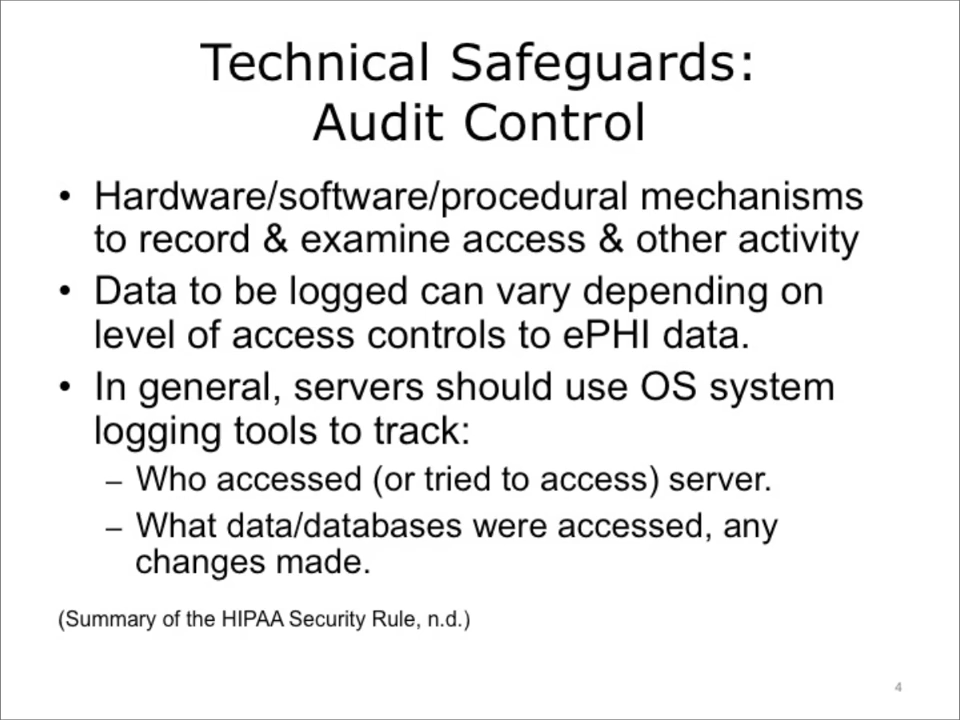 Technical Safeguards:
Audit Control
• Hardware/software/procedural mechanisms
to record & examine access & other activity
• Data to be logged can vary depending on
level of access controls to ePHI data.
• In general, servers should use OS system
logging tools to track:
– Who accessed (or tried to access) server.
– What data/databases were accessed, any
changes made.
(Summary of the HIPAA Security Rule, n.d.)
4